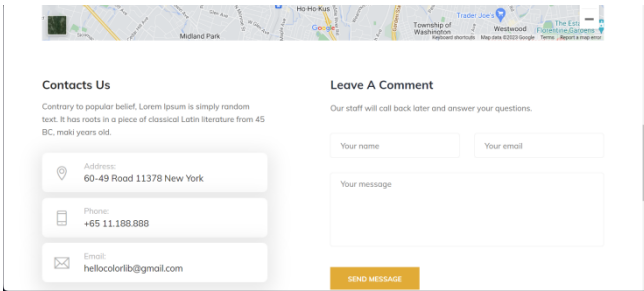 Ho-Ho-Kus
Trader Joe's
Midland Park
Google
Township of
Washington
Westwood
Keyboard shortcuts Map data ©2023 Google Terms Report a map error
Contacts Us
Contrary to popular belief, Lorem Ipsum is simply random
text. It has roots in a piece of classical Latin literature from 45
BC, maki years old.
Address:
60-49 Road 11378 New York
Phone:
+65 11.188.888
Email:
hellocolorlib@gmail.com
Leave A Comment
Our staff will call back later and answer your questions.
Your name
Your email
Your message
SEND MESSAGE